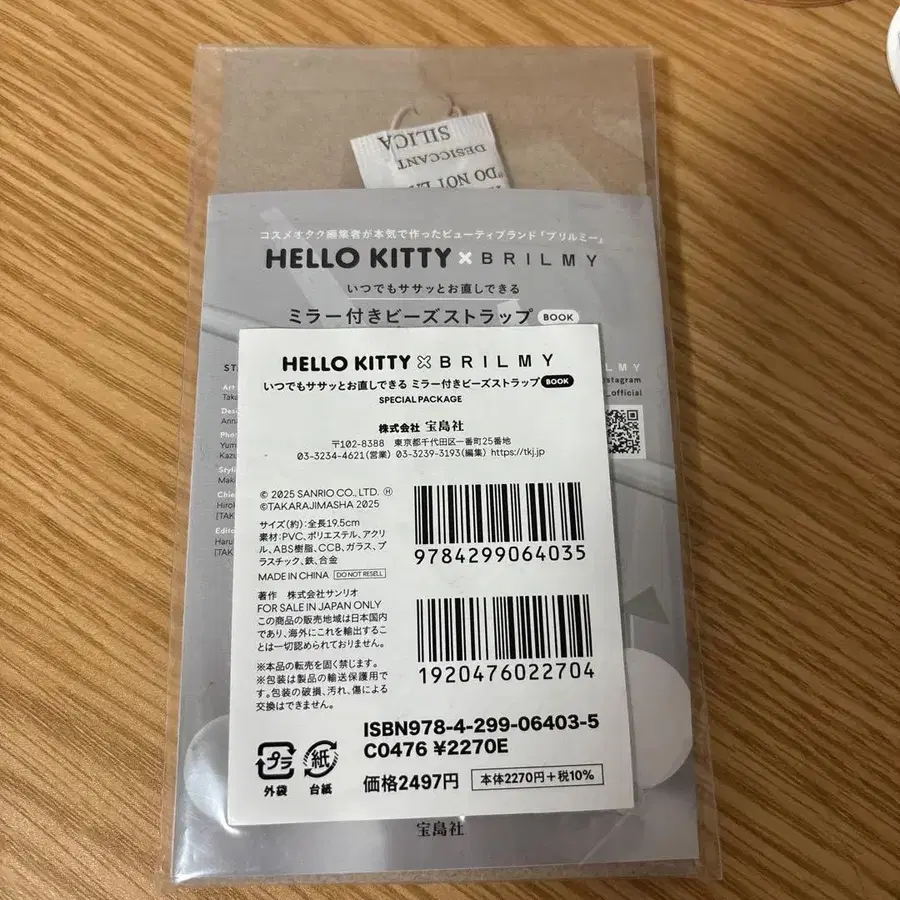 SILICA
DESICCANT
"DO NOT
コスメオタク編集者が本気で作ったビューティブランド「ブリルミー」
HELLO KITTY × BRILMY
いつでもササッとお直しできる
ミラー付きビーズストラップ BOOK
HELLO KITTY × BRILMY
いつでもササッとお直しできる ミラー付きビーズストラップ BOOK
SPECIAL PACKAGE
株式会社 宝島社
〒102-8388 東京都千代田区一番町25番地
03-3234-4621(営業) 03-3239-3193(編集) https://tkj.jp
© 2025 SANRIO CO., LTD. Ⓗ
©TAKARAJIMASHA 2025
サイズ(約):全長19.5cm
素材:PVC、ポリエステル、アクリ
ル、ABS樹脂、CCB、ガラス、プ
ラスチック、鉄、合金
MADE IN CHINA DO NOT RESELL
著作 株式会社サンリオ
FOR SALE IN JAPAN ONLY
この商品の販売地域は日本国内
であり、海外にこれを輸出するこ
とは一切認められておりません。
※本品の転売を固く禁じます。
※包装は製品の輸送保護用で
す。包装の破損、汚れ、傷による
交換はできません。
9784299064035
1920476022704
ISBN978-4-299-06403-5
C0476 ¥2270E
価格2497円 本体2270円+税10%
プラ 紙
外袋 台紙
_official
宝島社